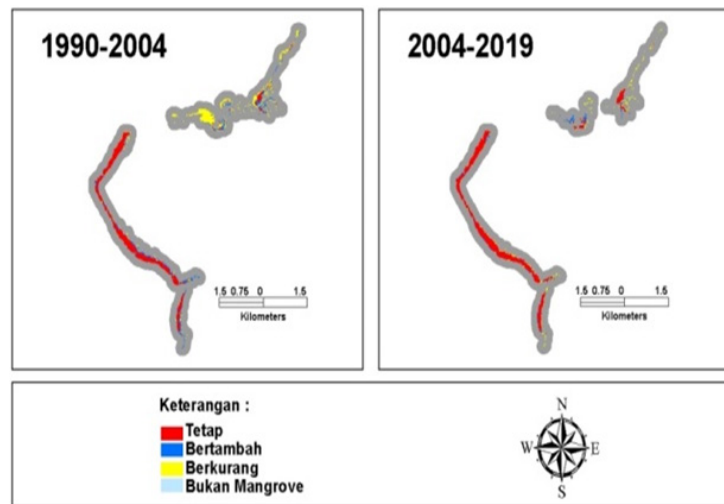 1990-2004
2004-2019
1.5 0.75 0 1.5
Kilometers
1.5 0.75 0 1.5
Kilometers
Keterangan :
Tetap
Bertambah
Berkurang
Bukan Mangrove
N
W E
S